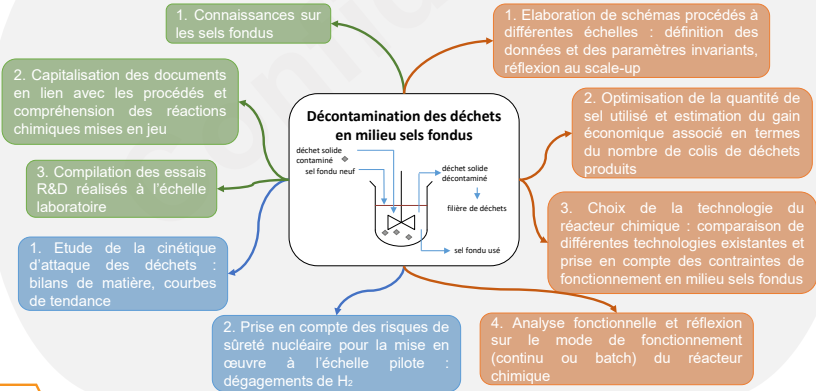 1. Connaissances sur
les sels fondus
2. Capitalisation des documents
en lien avec les procédés et
compréhension des réactions
chimiques mises en jeu
3. Compilation des essais
R&D réalisés à l'échelle
laboratoire
1. Etude de la cinétique
d'attaque des déchets :
bilans de matière, courbes
de tendance
2. Prise en compte des risques de
sûreté nucléaire pour la mise en
œuvre à l'échelle pilote :
dégagements de H₂
Décontamination des déchets
en milieu sels fondus
déchet solide
contaminé
sel fondu neuf
déchet solide
décontaminé
filière de déchets
sel fondu usé
1. Elaboration de schémas procédés à
différentes échelles : définition des
données et des paramètres invariants,
réflexion au scale-up
2. Optimisation de la quantité de
sel utilisé et estimation du gain
économique associé en termes
du nombre de colis de déchets
produits
3. Choix de la technologie du
réacteur chimique : comparaison de
différentes technologies existantes et
prise en compte des contraintes de
fonctionnement en milieu sels fondus
4. Analyse fonctionnelle et réflexion
sur le mode de fonctionnement
(continu ou batch) du réacteur
chimique